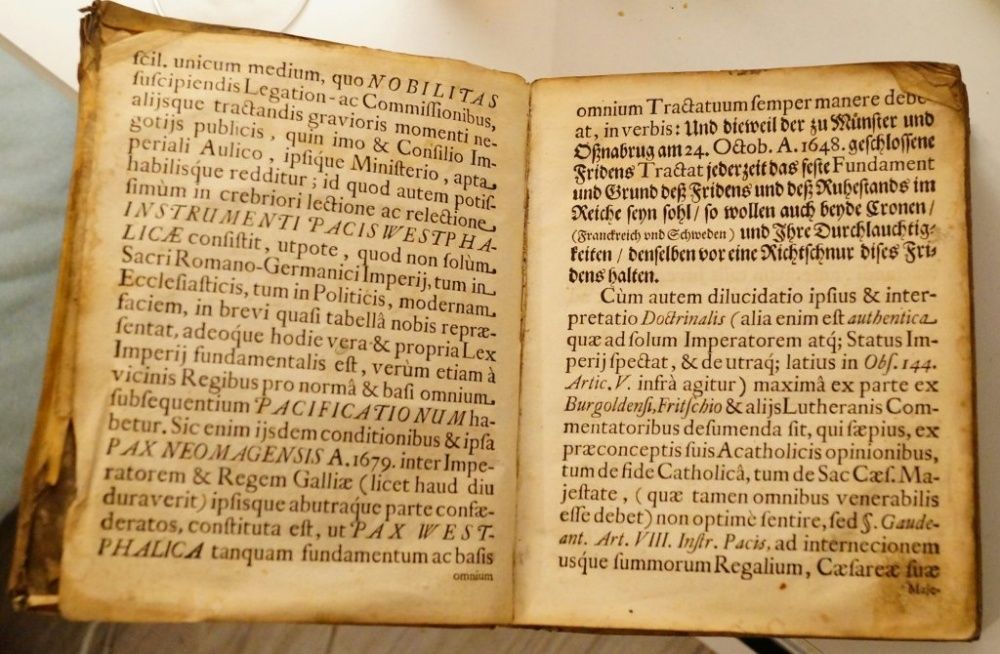 ſcil. unicum medium, quo NOBILITAS
ſuſcipiendis Legation- ac Commiſſionibus,
alijsque tractandis gravioris momenti ne-
gotijs publicis, quin imo & Conſilio Im-
periali Aulico, ipſique Miniſterio, apta,
habilisque redditur; id quod autem potiſ-
ſimùm in crebriori lectione ac relectione
INSTRUMENTI PACIS WESTPHA-
LICÆ conſiſtit, utpote, quod non ſolùm
Sacri Romano-Germanici Imperij, tum in
Eccleſiaſticis, tum in Politicis, modernam
faciem, in brevi quaſi tabellâ nobis repræ-
ſentat, adeoque hodie vera & propria Lex
Imperij fundamentalis eſt, verùm etiam à
vicinis Regibus pro normâ & baſi omnium
ſubſequentium PACIFICATIONUM ha-
betur. Sic enim ijsdem conditionibus & ipſa
PAX NEOMAGENSIS A. 1679. inter Impe-
ratorem & Regem Galliæ (licet haud diu
duraverit) ipſisque abutraque parte confæ-
deratos, conſtituta eſt, ut PAX WEST-
PHALICA tanquam fundamentum ac baſis
omnium
omnium Tractatuum ſemper manere debe-
at, in verbis: Und dieweil der zu Münſter und
Oßnabrug am 24. Octob. A. 1648. geſchloſſene
Fridens Tractat jederzeit das feſte Fundament
und Grund deß Fridens und deß Ruheſtands im
Reiche ſeyn ſohl / ſo wollen auch beyde Cronen /
(Franckreich vnd Schweden) und Ihre Durchlauchtig-
keiten / denſelben vor eine Richtſchnur diſes Fri-
dens halten.
Cùm autem dilucidatio ipſius & inter-
pretatio Doctrinalis (alia enim eſt authentica
quæ ad ſolum Imperatorem atq; Status Im-
perij ſpectat, & de utraq; latius in Obſ. 144.
Artic. V. infrà agitur) maximâ ex parte ex
Burgoldenſi, Fritſchio & alijs Lutheranis Com-
mentatoribus deſumenda ſit, qui ſæpius, ex
præconceptis ſuis Acatholicis opinionibus,
tum de fide Catholicâ, tum de Sac Cæſ. Ma-
jeſtate, (quæ tamen omnibus venerabilis
eſſe debet) non optimè ſentire, ſed §. Gaude-
ant. Art. VIII. Inſtr. Pacis, ad internecionem
usque ſummorum Regalium, Cæſareæ ſuæ
Maje-